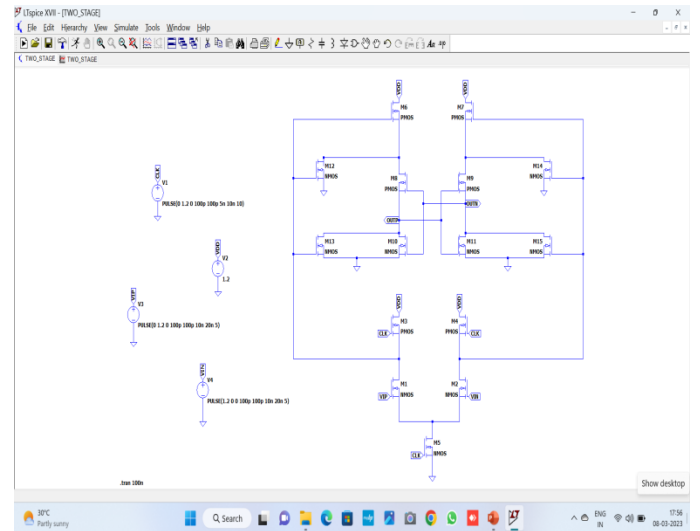 LTspice XVII - [TWO_STAGE]
File Edit Hierarchy View Simulate Tools Window Help
TWO_STAGE TWO_STAGE
VDD VDD
M6 M7
PMOS PMOS
M12 M14
NMOS NMOS
M8 M9
PMOS PMOS
OUTP OUTN
M13 M10 M11 M15
NMOS NMOS NMOS NMOS
CLK
V1
PULSE(0 1.2 0 100p 100p 5n 10n 10)
VDD
V2
1.2
VIP
V3
PULSE(0 1.2 0 100p 100p 10n 20n 5)
VIN
V4
PULSE(1.2 0 0 100p 100p 10n 20n 5)
VDD VDD
M3 M4
CLK PMOS PMOS CLK
M1 M2
VIP NMOS NMOS VIN
M5
CLK NMOS
.tran 100n
Show desktop
30°C
Partly sunny
Search
ENG
IN
17:56
08-03-2023